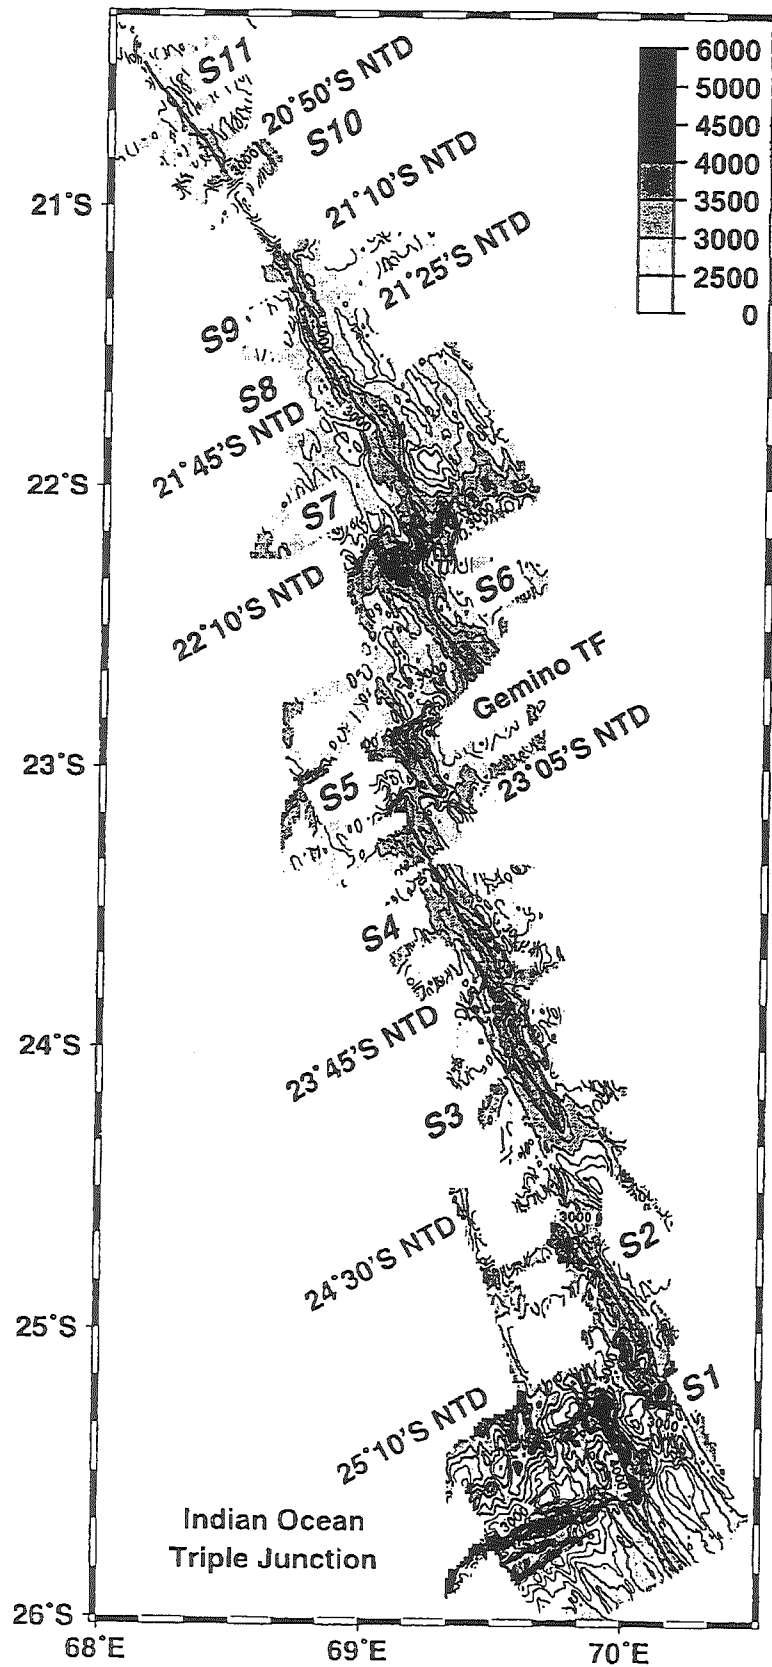 6000
5000
4500
4000
3500
3000
2500
0
S11
20°50'S NTD
3000
S10
21°S
21°10'S NTD
21°25'S NTD
S9
S8
21°45'S NTD
22°S
S7
S6
22°10'S NTD
Gemino TF
23°S
23°05'S NTD
S5
S4
24°S
23°45'S NTD
S3
3000
S2
24°30'S NTD
25°S
S1
3000
25°10'S NTD
3000
Indian Ocean
Triple Junction
26°S
68°E
69°E
70°E